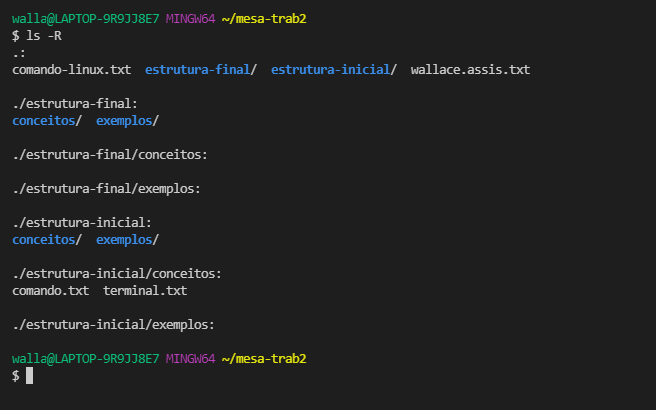 walla@LAPTOP-9R9JJ8E7 MINGW64 ~/mesa-trab2
$ ls -R
.:
comando-linux.txt  estrutura-final/  estrutura-inicial/  wallace.assis.txt
./estrutura-final:
conceitos/  exemplos/
./estrutura-final/conceitos:
./estrutura-final/exemplos:
./estrutura-inicial:
conceitos/  exemplos/
./estrutura-inicial/conceitos:
comando.txt  terminal.txt
./estrutura-inicial/exemplos:
walla@LAPTOP-9R9JJ8E7 MINGW64 ~/mesa-trab2
$